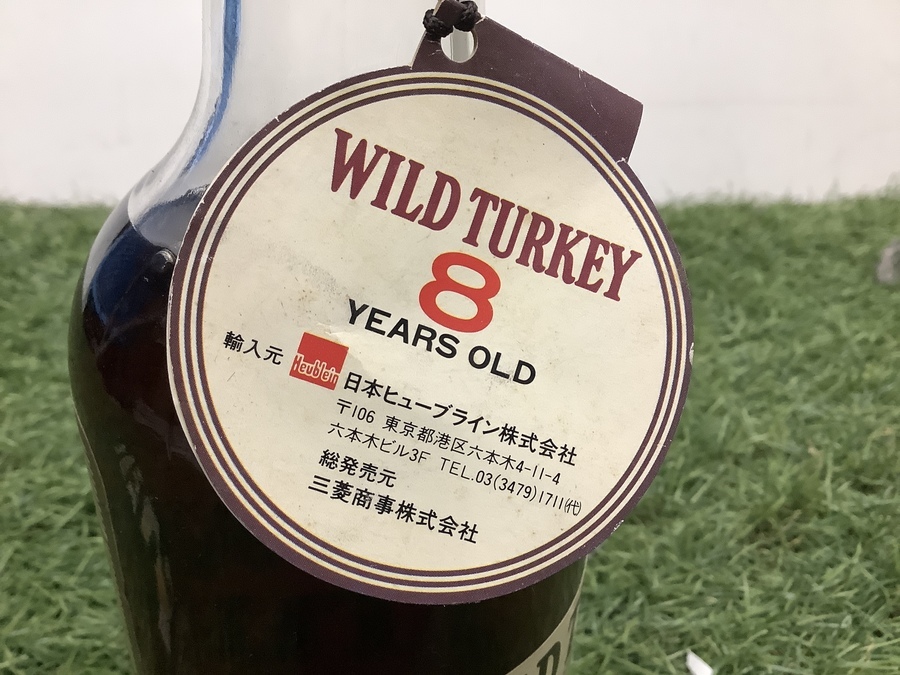 WILD TURKEY
8
YEARS OLD
輸入元 Heublein 日本ヒューブライン株式会社
〒106 東京都港区六本木4-11-4
六本木ビル3F TEL.03(3479)1711(代)
総発売元
三菱商事株式会社